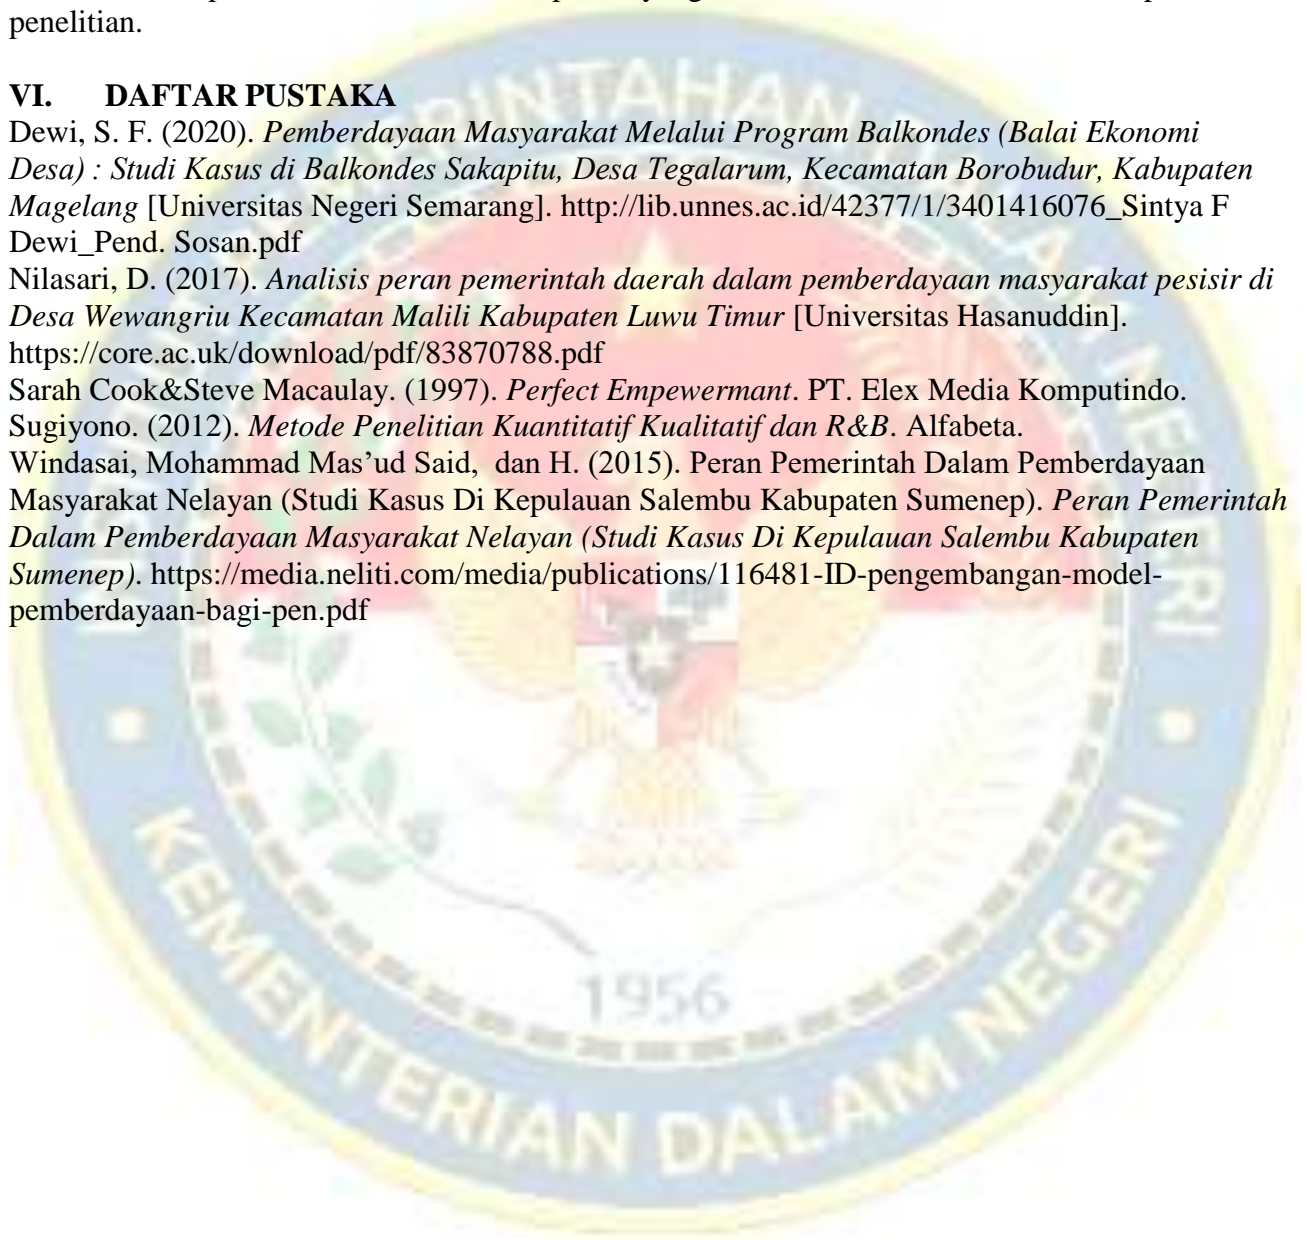 penelitian.
VI. DAFTAR PUSTAKA
Dewi, S. F. (2020). Pemberdayaan Masyarakat Melalui Program Balkondes (Balai Ekonomi
Desa) : Studi Kasus di Balkondes Sakapitu, Desa Tegalarum, Kecamatan Borobudur, Kabupaten
Magelang [Universitas Negeri Semarang]. http://lib.unnes.ac.id/42377/1/3401416076_Sintya F
Dewi_Pend. Sosan.pdf
Nilasari, D. (2017). Analisis peran pemerintah daerah dalam pemberdayaan masyarakat pesisir di
Desa Wewangriu Kecamatan Malili Kabupaten Luwu Timur [Universitas Hasanuddin].
https://core.ac.uk/download/pdf/83870788.pdf
Sarah Cook&Steve Macaulay. (1997). Perfect Empewermant. PT. Elex Media Komputindo.
Sugiyono. (2012). Metode Penelitian Kuantitatif Kualitatif dan R&B. Alfabeta.
Windasai, Mohammad Mas’ud Said, dan H. (2015). Peran Pemerintah Dalam Pemberdayaan
Masyarakat Nelayan (Studi Kasus Di Kepulauan Salembu Kabupaten Sumenep). Peran Pemerintah
Dalam Pemberdayaan Masyarakat Nelayan (Studi Kasus Di Kepulauan Salembu Kabupaten
Sumenep). https://media.neliti.com/media/publications/116481-ID-pengembangan-model-
pemberdayaan-bagi-pen.pdf
1956
KEMENTERIAN DALAM NEGERI